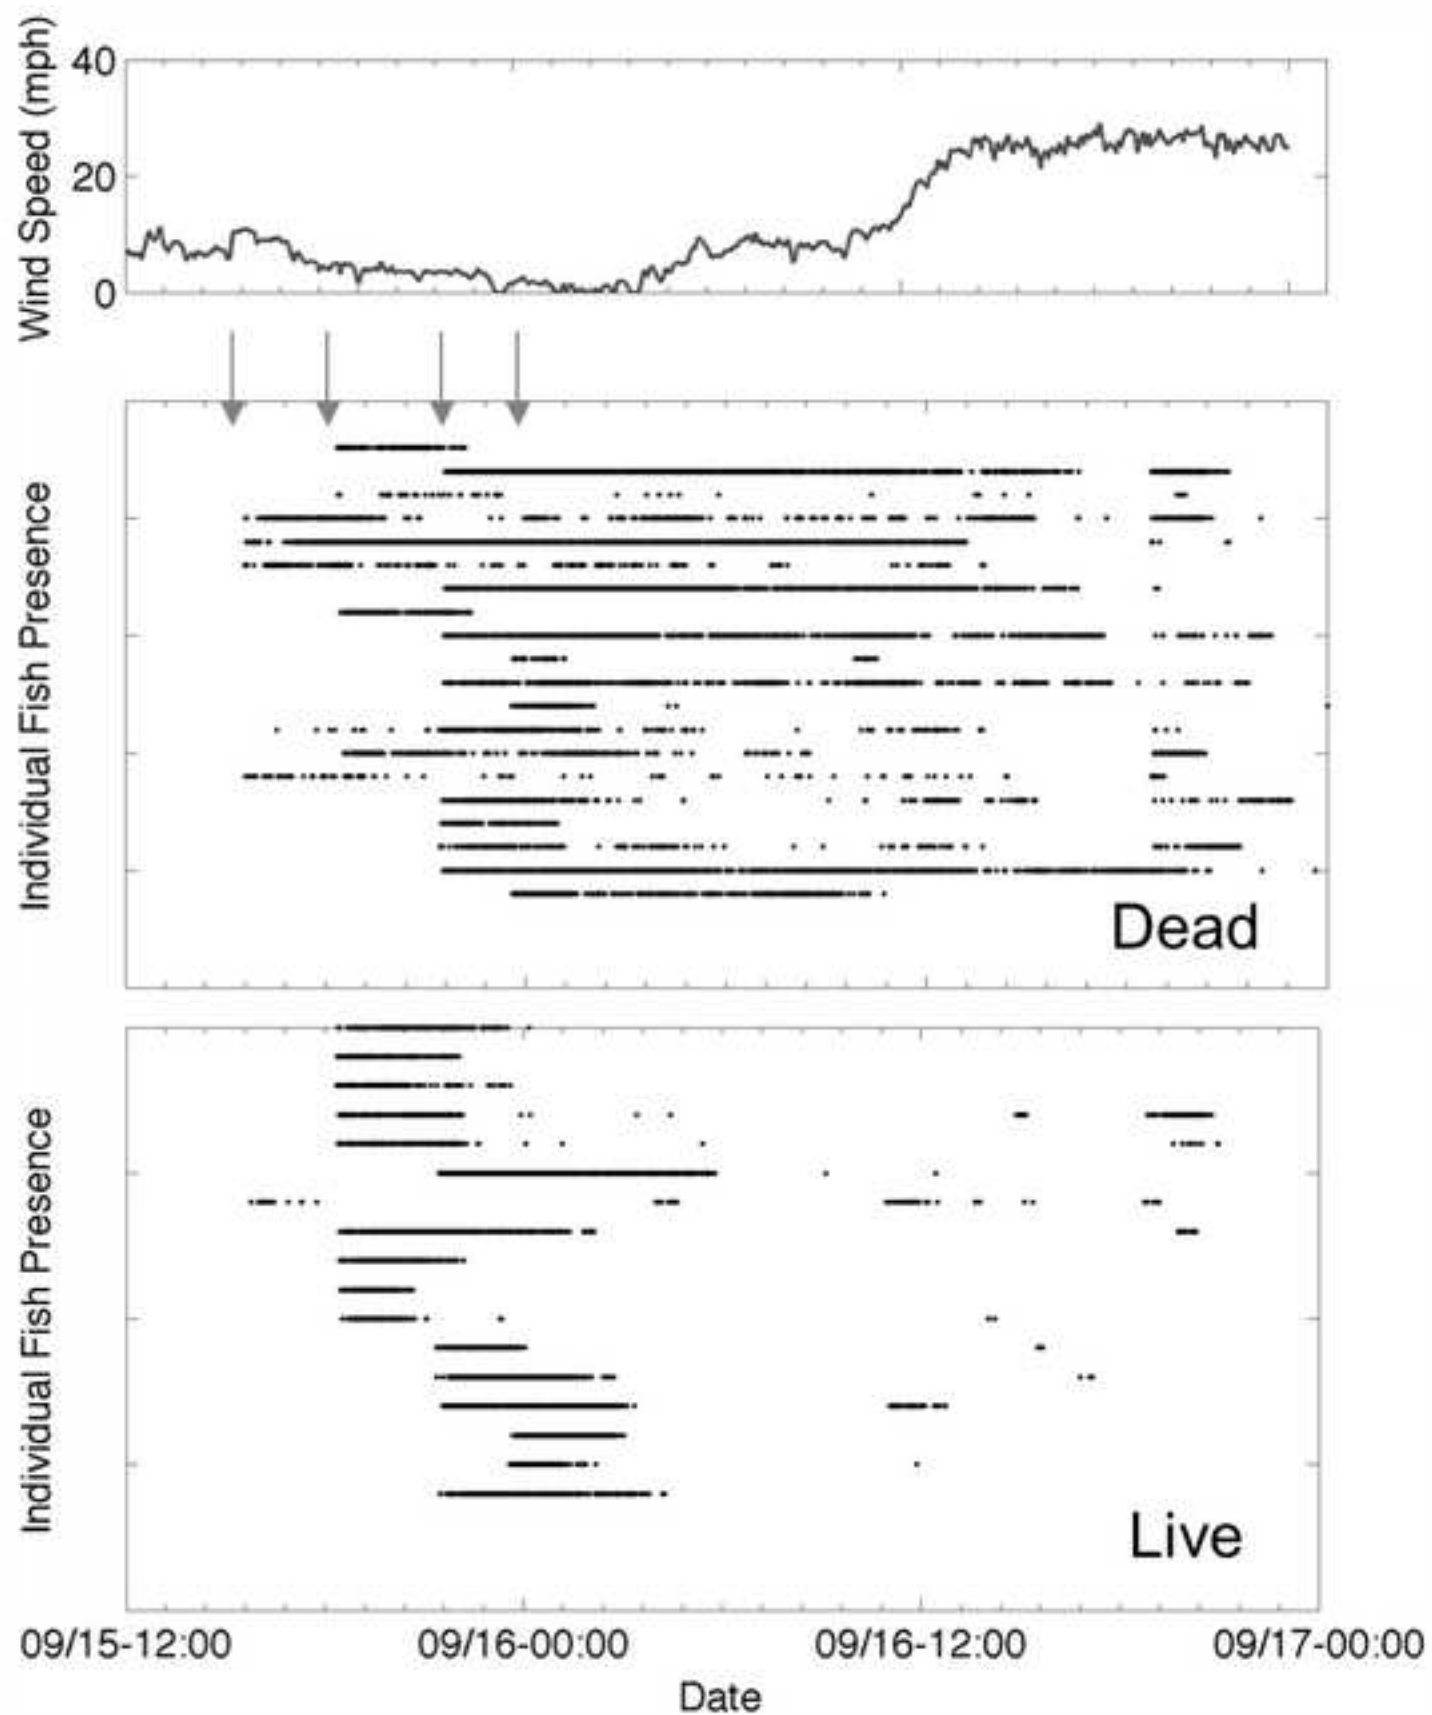 Wind Speed (mph)
40
20
0
Individual Fish Presence
Dead
Individual Fish Presence
Live
09/15-12:00
09/16-00:00
09/16-12:00
09/17-00:00
Date